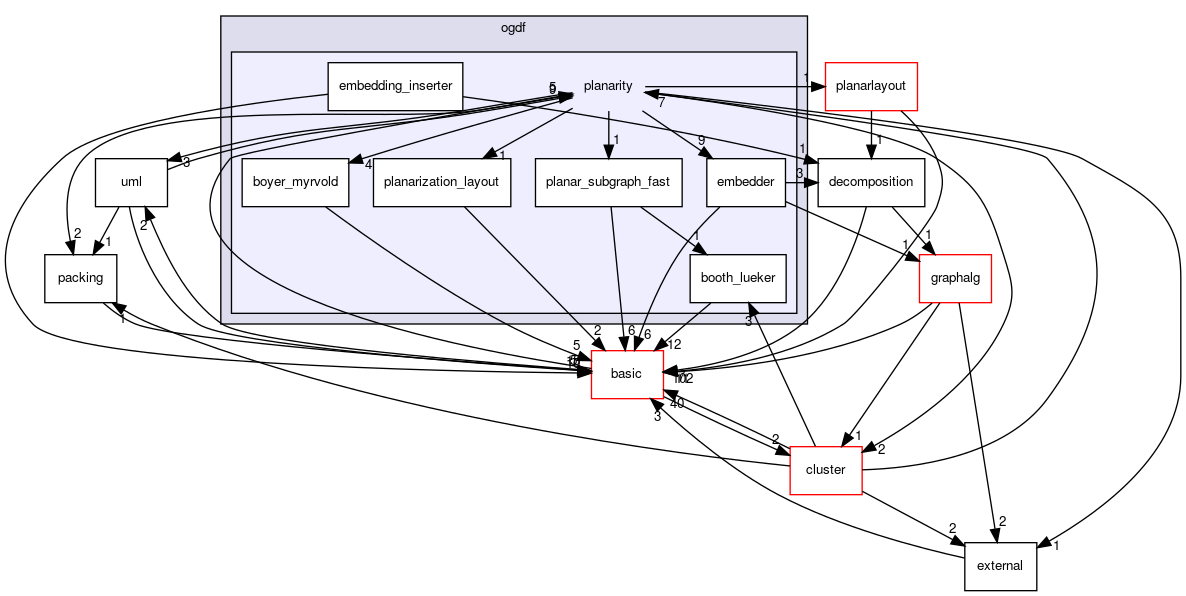 ogdf
embedding_inserter
planarity
planarlayout
5
7
1
uml
boyer_myrvold
planarization_layout
planar_subgraph_fast
embedder
decomposition
3
4
1
1
9
1
3
1
packing
booth_lueker
graphalg
2
1
2
1
1
1
basic
1
3
5
2
6
6
12
cluster
40
3
2
1
2
external
2
2
1